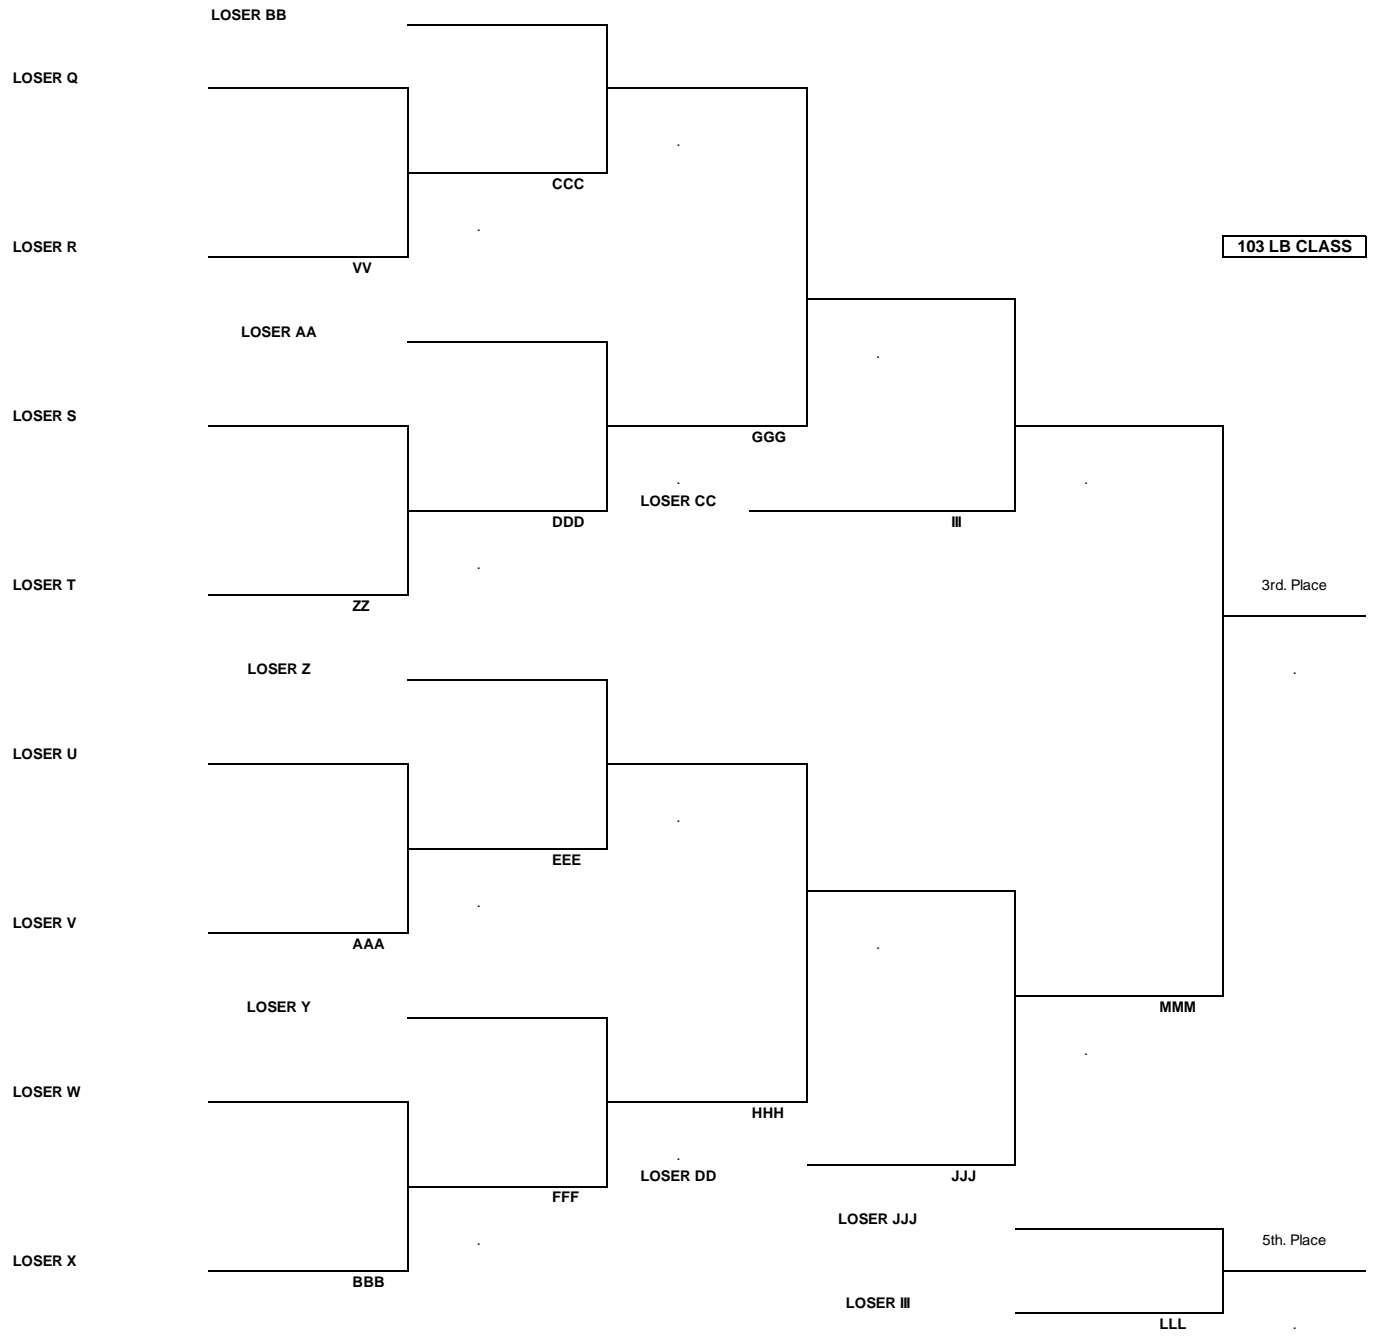 LOSER BB
LOSER Q
CCC
LOSER R
103 LB CLASS
VV
LOSER AA
LOSER S
GGG
LOSER CC
DDD
III
LOSER T
3rd. Place
ZZ
LOSER Z
LOSER U
EEE
LOSER V
AAA
LOSER Y
MMM
LOSER W
HHH
LOSER DD
JJJ
FFF
LOSER JJJ
5th. Place
LOSER X
BBB
LOSER III
LLL